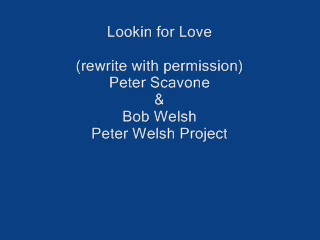 Lookin for Love
(rewrite with permission)
Peter Scavone
&
Bob Welsh
Peter Welsh Project